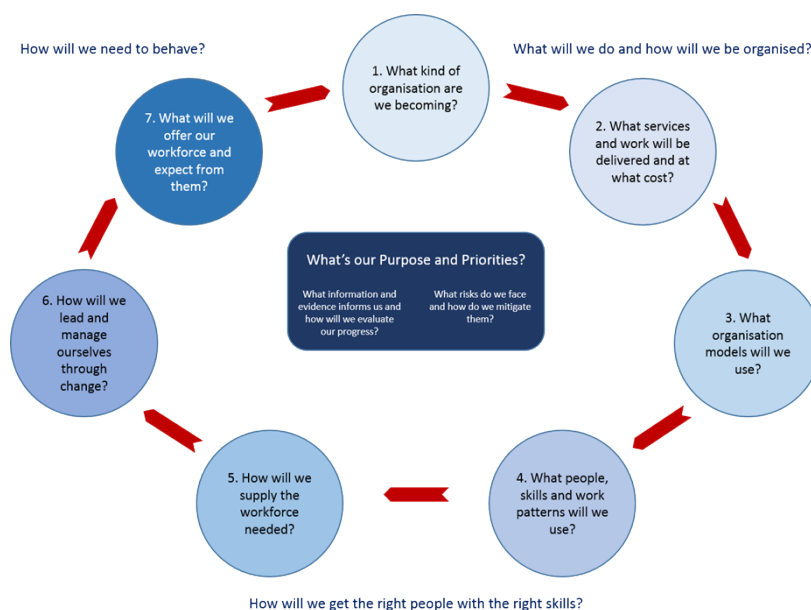 How will we need to behave?
What will we do and how will we be organised?
1. What kind of
organisation are
we becoming?
2. What services
and work will be
delivered and at
what cost?
3. What
organisation
models will we
use?
4. What people,
skills and work
patterns will we
use?
5. How will we
supply the
workforce
needed?
6. How will we
lead and
manage
ourselves
through
change?
7. What will we
offer our
workforce and
expect from
them?
What's our Purpose and Priorities?
What information and
evidence informs us and
how will we evaluate
our progress?
What risks do we face
and how do we mitigate
them?
How will we get the right people with the right skills?